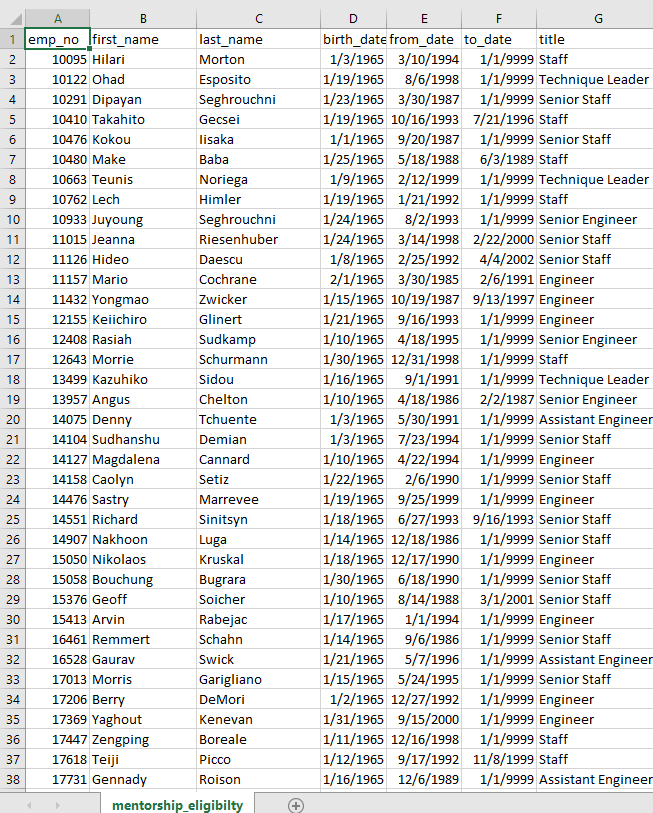 A B C D E F G
1 emp_no first_name last_name birth_date from_date to_date title
2 10095 Hilari Morton 1/3/1965 3/10/1994 1/1/9999 Staff
3 10122 Ohad Esposito 1/19/1965 8/6/1998 1/1/9999 Technique Leader
4 10291 Dipayan Seghrouchni 1/23/1965 3/30/1987 1/1/9999 Senior Staff
5 10410 Takahito Gecsei 1/19/1965 10/16/1993 7/21/1996 Staff
6 10476 Kokou Iisaka 1/1/1965 9/20/1987 1/1/9999 Senior Staff
7 10480 Make Baba 1/25/1965 5/18/1988 6/3/1989 Staff
8 10663 Teunis Noriega 1/9/1965 2/12/1999 1/1/9999 Technique Leader
9 10762 Lech Himler 1/19/1965 1/21/1992 1/1/9999 Staff
10 10933 Juyoung Seghrouchni 1/24/1965 8/2/1993 1/1/9999 Senior Engineer
11 11015 Jeanna Riesenhuber 1/24/1965 3/14/1998 2/22/2000 Senior Staff
12 11126 Hideo Daescu 1/8/1965 2/25/1992 4/4/2002 Senior Staff
13 11157 Mario Cochrane 2/1/1965 3/30/1985 2/6/1991 Engineer
14 11432 Yongmao Zwicker 1/15/1965 10/19/1987 9/13/1997 Engineer
15 12155 Keiichiro Glinert 1/21/1965 9/16/1993 1/1/9999 Engineer
16 12408 Rasiah Sudkamp 1/10/1965 4/18/1995 1/1/9999 Senior Engineer
17 12643 Morrie Schurmann 1/30/1965 12/31/1998 1/1/9999 Staff
18 13499 Kazuhiko Sidou 1/16/1965 9/1/1991 1/1/9999 Technique Leader
19 13957 Angus Chelton 1/10/1965 4/18/1986 2/2/1987 Senior Engineer
20 14075 Denny Tchuente 1/3/1965 5/30/1991 1/1/9999 Assistant Engineer
21 14104 Sudhanshu Demian 1/3/1965 7/23/1994 1/1/9999 Senior Staff
22 14127 Magdalena Cannard 1/10/1965 4/22/1994 1/1/9999 Engineer
23 14158 Caolyn Setiz 1/22/1965 2/6/1990 1/1/9999 Senior Staff
24 14476 Sastry Marrevee 1/19/1965 9/25/1999 1/1/9999 Engineer
25 14551 Richard Sinitsyn 1/18/1965 6/27/1993 9/16/1993 Senior Staff
26 14907 Nakhoon Luga 1/14/1965 12/18/1986 1/1/9999 Senior Staff
27 15050 Nikolaos Kruskal 1/18/1965 12/17/1990 1/1/9999 Engineer
28 15058 Bouchung Bugrara 1/30/1965 6/18/1990 1/1/9999 Senior Staff
29 15376 Geoff Soicher 1/10/1965 8/14/1988 3/1/2001 Senior Staff
30 15413 Arvin Rabejac 1/17/1965 1/1/1994 1/1/9999 Engineer
31 16461 Remmert Schahn 1/14/1965 9/6/1986 1/1/9999 Senior Staff
32 16528 Gaurav Swick 1/21/1965 5/7/1996 1/1/9999 Assistant Engineer
33 17013 Morris Garigliano 1/15/1965 5/24/1995 1/1/9999 Senior Staff
34 17206 Berry DeMori 1/2/1965 12/27/1992 1/1/9999 Engineer
35 17369 Yaghout Kenevan 1/31/1965 9/15/2000 1/1/9999 Engineer
36 17447 Zengping Boreale 1/11/1965 12/16/1998 1/1/9999 Staff
37 17618 Teiji Picco 1/12/1965 9/17/1992 11/8/1999 Staff
38 17731 Gennady Roison 1/16/1965 12/6/1989 1/1/9999 Assistant Engineer
mentorship_eligibilty